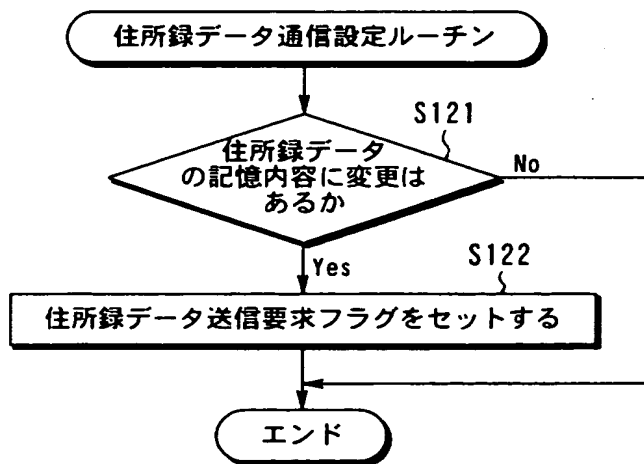 住所録データ通信設定ルーチン
S121
住所録データ
の記憶内容に変更は
あるか
No
Yes
S122
住所録データ送信要求フラグをセットする
エンド